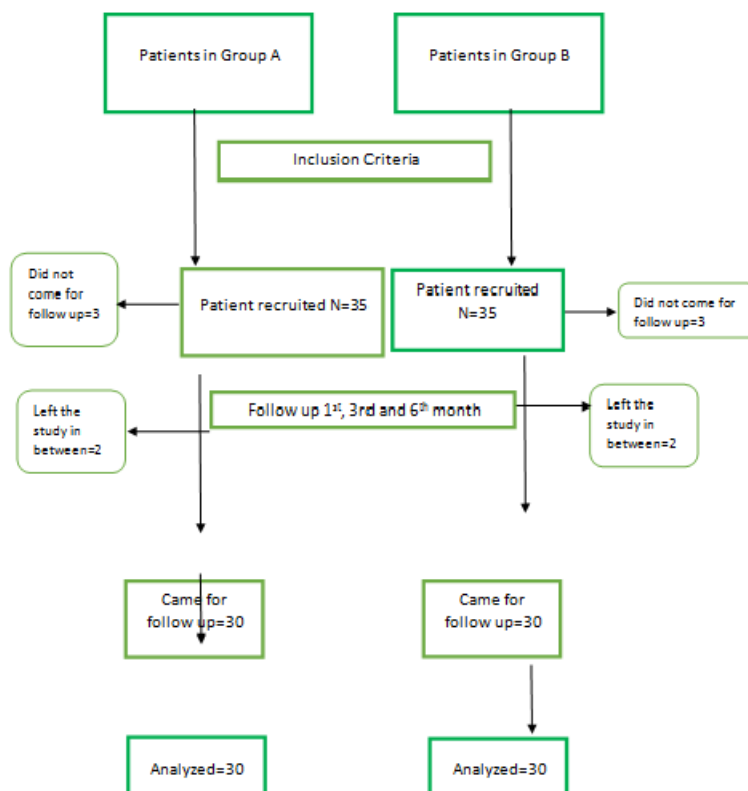 Patients in Group A
Patients in Group B
Inclusion Criteria
Did not
come for
follow up=3
Patient recruited N=35
Patient recruited
N=35
Did not come for
follow up=3
Left the
study in
between=2
Follow up 1st, 3rd and 6th month
Left the
study in
between=2
Came for
follow up=30
Came for
follow up=30
Analyzed=30
Analyzed=30